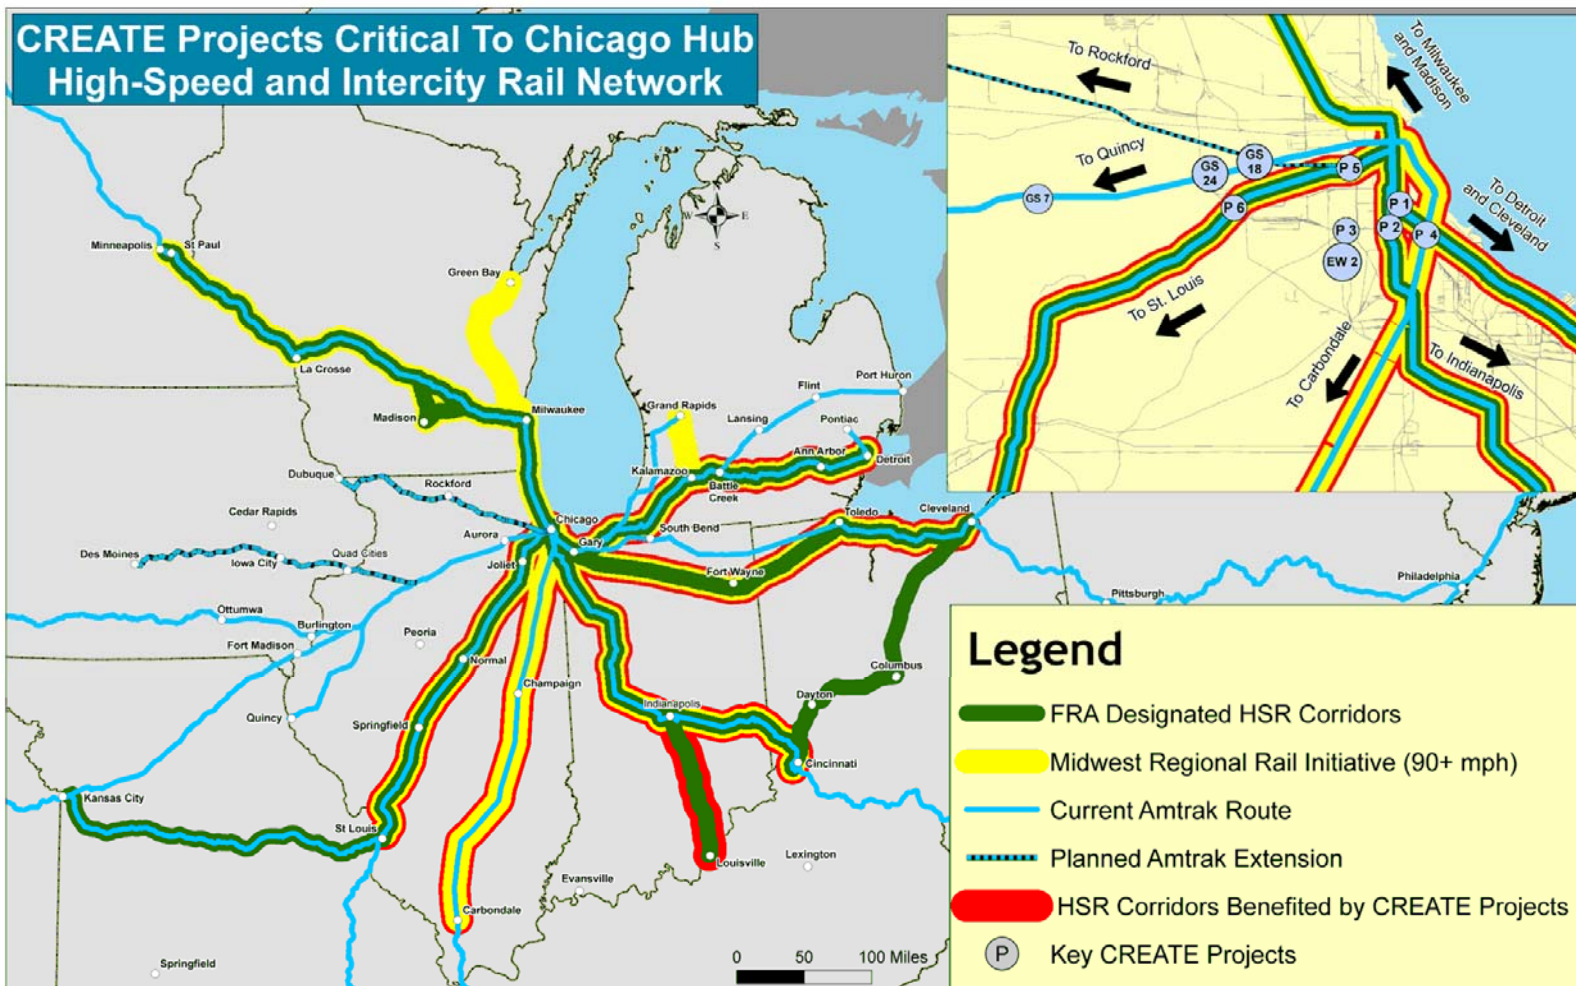 CREATE Projects Critical To Chicago Hub
High-Speed and Intercity Rail Network
To Rockford
To Milwaukee
and Madison
To Quincy
GS
18
GS
24
GS 7
P 5
P 6
P 1
P 2
P 3
P 4
EW 2
To Detroit
and Cleveland
To St. Louis
To Carbondale
To Indianapolis
N
W
E
S
Minneapolis
St Paul
Green Bay
La Crosse
Madison
Milwaukee
Grand Rapids
Flint
Port Huron
Lansing
Pontiac
Ann Arbor
Detroit
Kalamazoo
Battle
Creek
Dubuque
Rockford
Cedar Rapids
Chicago
Aurora
Gary
South Bend
Toledo
Cleveland
Des Moines
Iowa City
Quad Cities
Joliet
Fort Wayne
Philadelphia
Pittsburgh
Ottumwa
Burlington
Fort Madison
Peoria
Normal
Columbus
Champaign
Dayton
Quincy
Springfield
Indianapolis
Cincinnati
Kansas City
St Louis
Louisville
Lexington
Evansville
Carbondale
Springfield
0 50 100 Miles
Legend
FRA Designated HSR Corridors
Midwest Regional Rail Initiative (90+ mph)
Current Amtrak Route
Planned Amtrak Extension
HSR Corridors Benefited by CREATE Projects
P
Key CREATE Projects